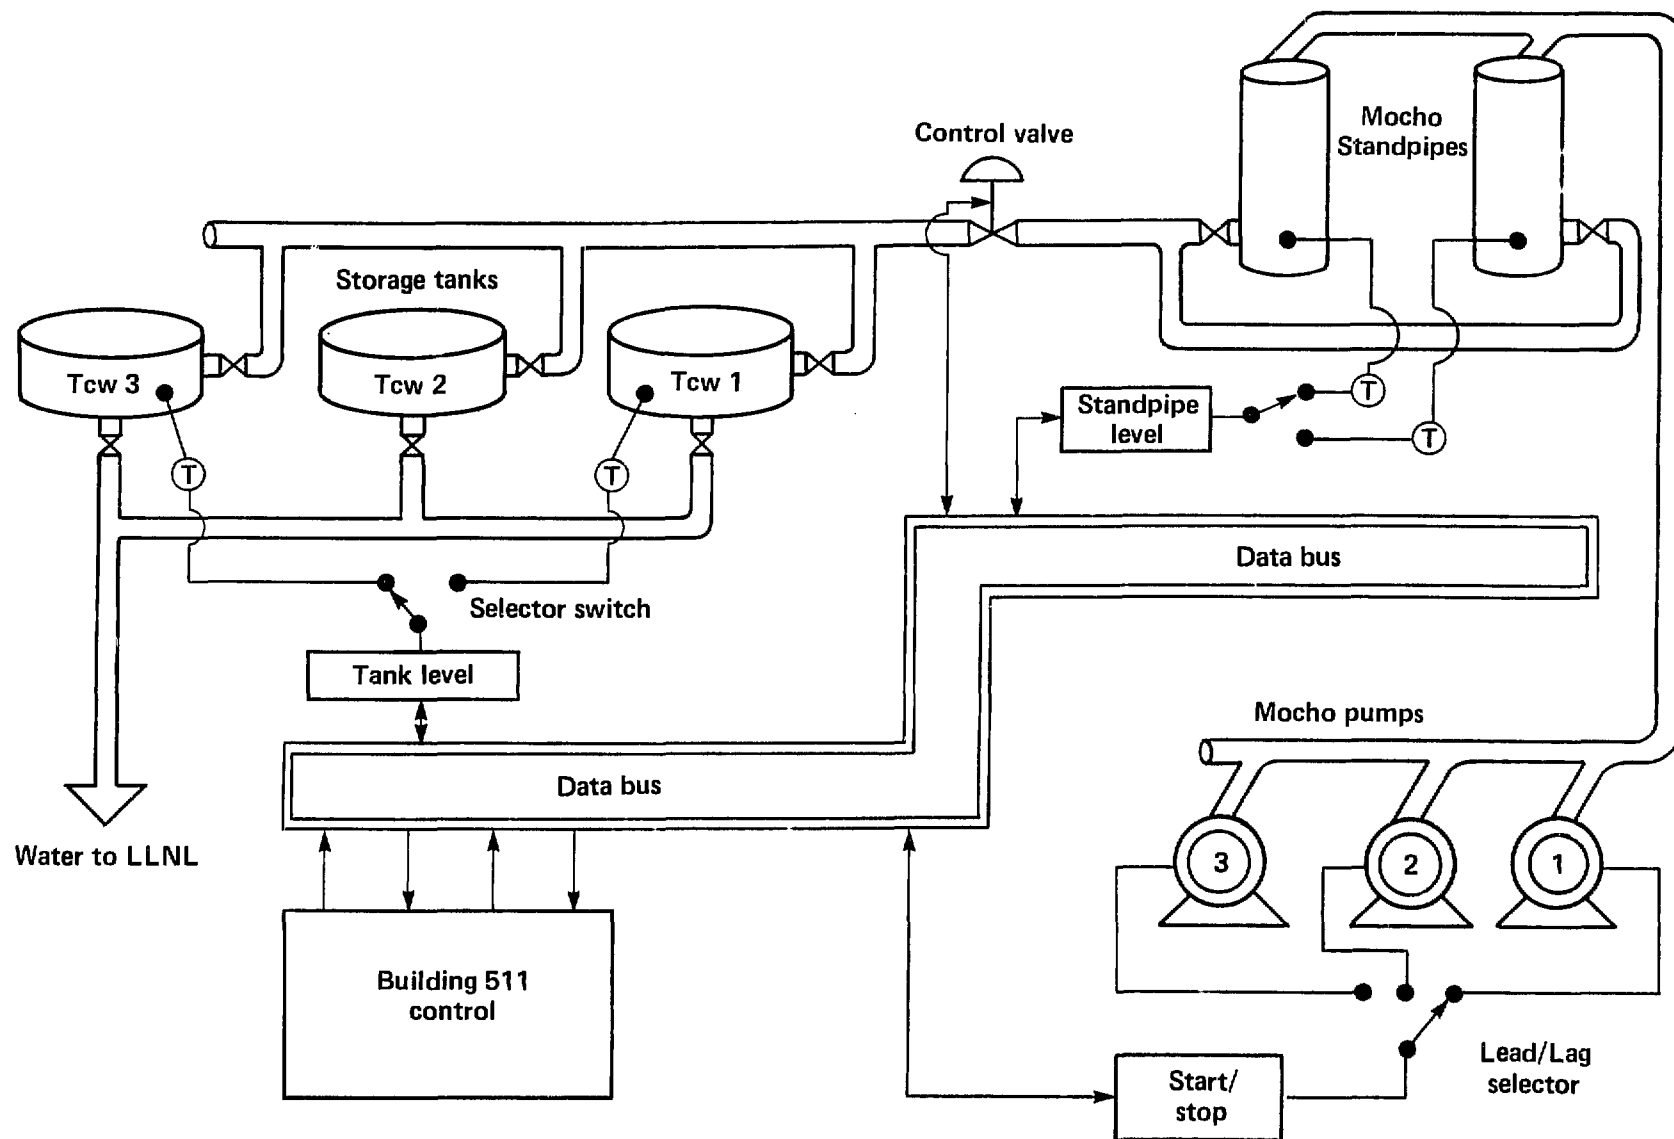 Control valve
Mocho
Standpipes
Storage tanks
Tcw 3
Tcw 2
Tcw 1
T
T
Standpipe
level
T
T
Data bus
Selector switch
Tank level
Mocho pumps
Data bus
Water to LLNL
3
2
1
Building 511
control
Lead/Lag
selector
Start/
stop